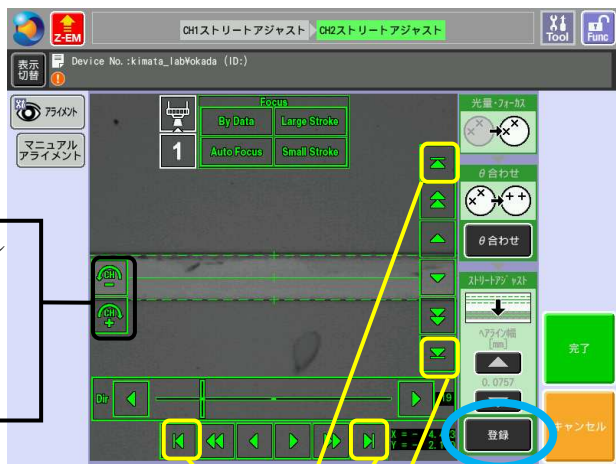 Z-EM
CH1ストリートアジャスト
CH2ストリートアジャスト
Tool
Func
表示
切替
Device No.:kimata_lab¥okada (ID:)
アライメント
マニュアル
アライメント
1
Focus
By Data
Large Stroke
Auto Focus
Small Stroke
光量・フォーカス
θ合わせ
θ合わせ
ストリートアジャスト
ヘアライン幅
[mm]
0.0757
登録
CH
CH
Dir
完了
キャンセル